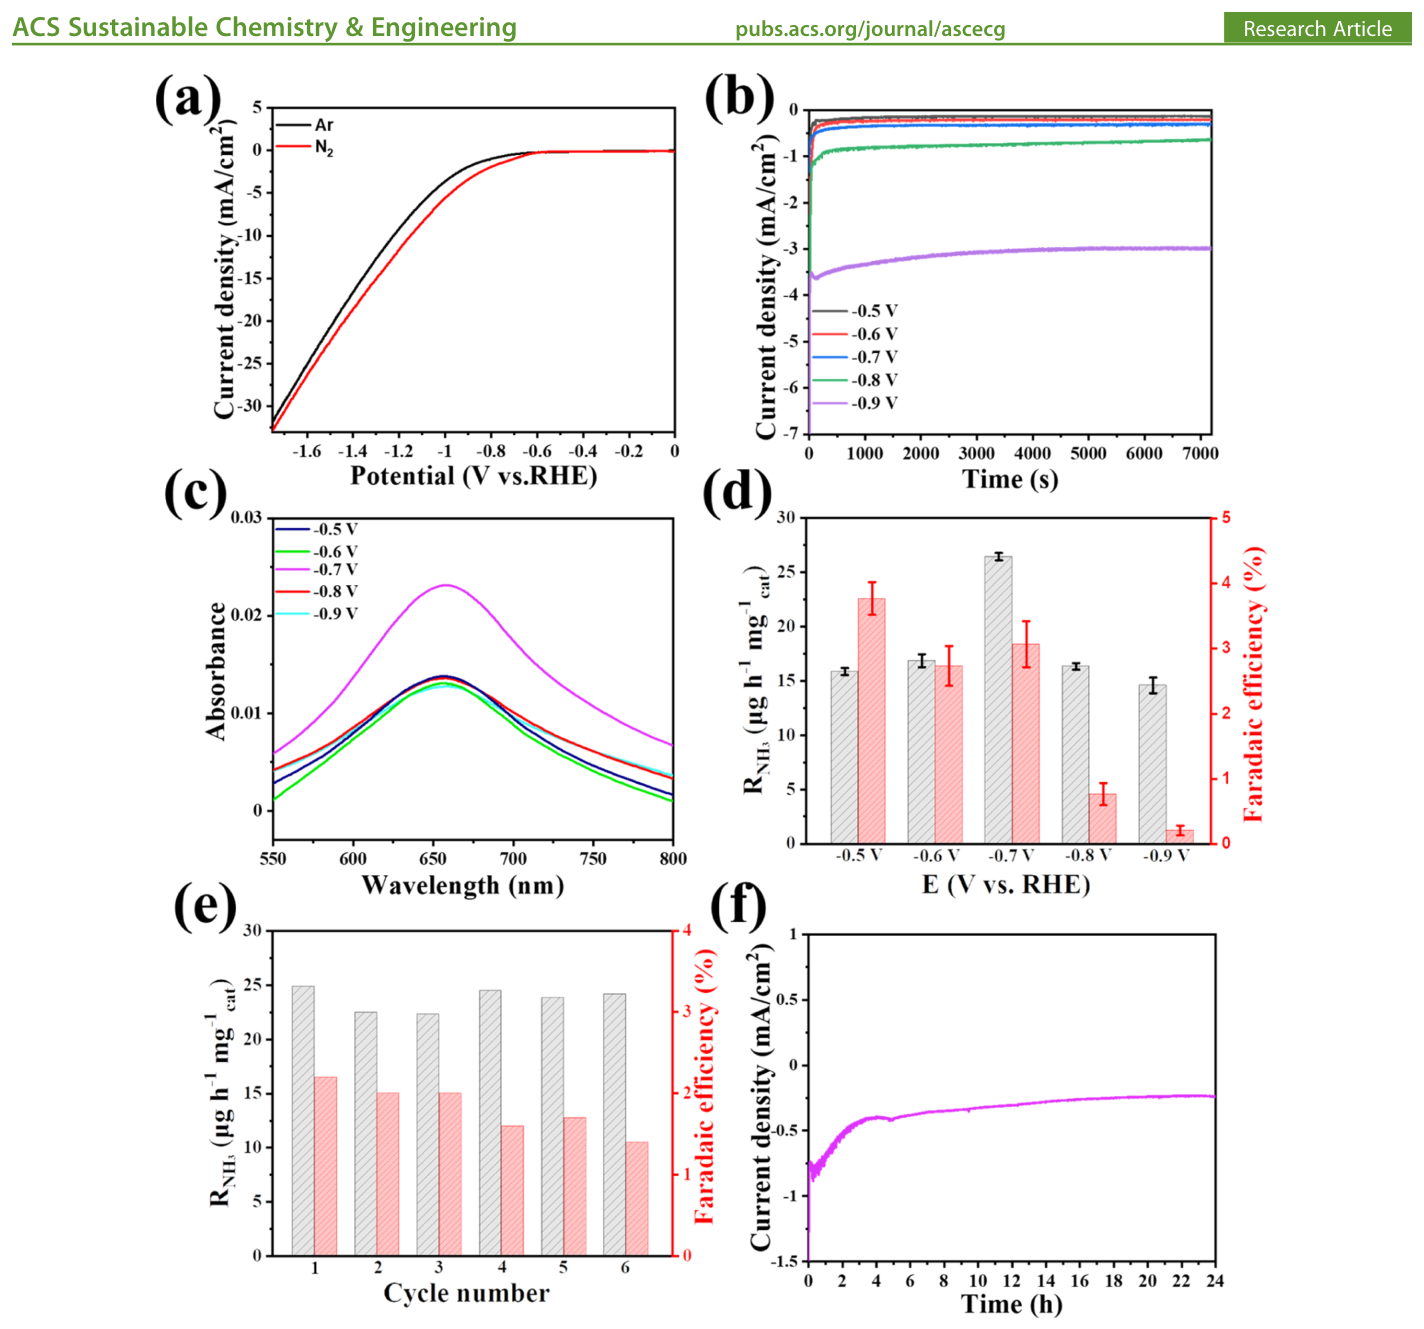 ACS Sustainable Chemistry & Engineering
pubs.acs.org/journal/ascecg
Research Article
(a)
Current density (mA/cm²)
5
0
-5
-10
-15
-20
-25
-30
Ar
N₂
-1.6 -1.4 -1.2 -1 -0.8 -0.6 -0.4 -0.2 0
Potential (V vs.RHE)
(b)
Current density (mA/cm²)
0
-1
-2
-3
-4
-5
-6
-7
-0.5 V
-0.6 V
-0.7 V
-0.8 V
-0.9 V
0 1000 2000 3000 4000 5000 6000 7000
Time (s)
(c)
Absorbance
0.03
0.02
0.01
0
-0.5 V
-0.6 V
-0.7 V
-0.8 V
-0.9 V
550 600 650 700 750 800
Wavelength (nm)
(d)
R_NH₃ (µg h⁻¹ mg⁻¹cat)
30
25
20
15
10
5
0
-0.5 V -0.6 V -0.7 V -0.8 V -0.9 V
E (V vs. RHE)
5
4
3
2
1
0
Faradaic efficiency (%)
(e)
R_NH₃ (µg h⁻¹ mg⁻¹cat)
30
25
20
15
10
5
0
1 2 3 4 5 6
Cycle number
4
3
2
1
0
Faradaic efficiency (%)
(f)
Current density (mA/cm²)
1
0.5
0
-0.5
-1
-1.5
0 2 4 6 8 10 12 14 16 18 20 22 24
Time (h)